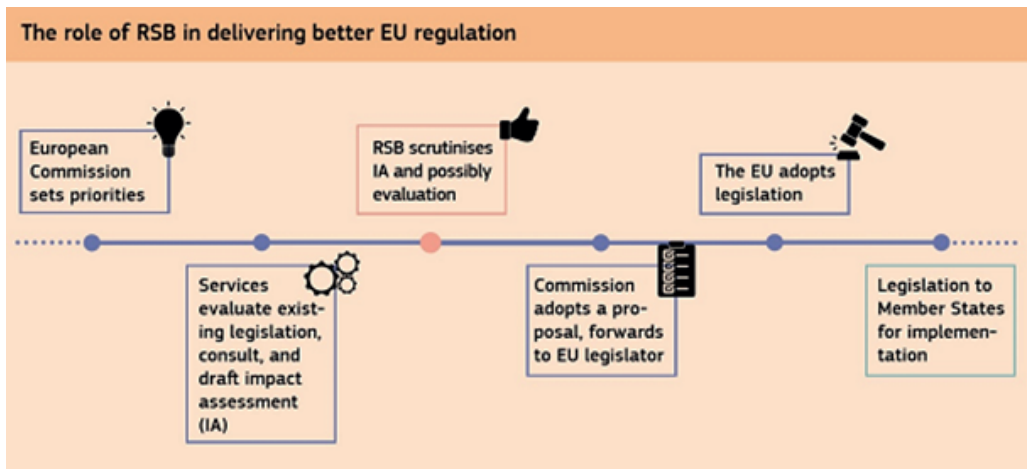 The role of RSB in delivering better EU regulation
European
Commission
sets priorities
Services
evaluate exist-
ing legislation,
consult, and
draft impact
assessment
(IA)
RSB scrutinises
IA and possibly
evaluation
Commission
adopts a pro-
posal, forwards
to EU legislator
The EU adopts
legislation
Legislation to
Member States
for implemen-
tation